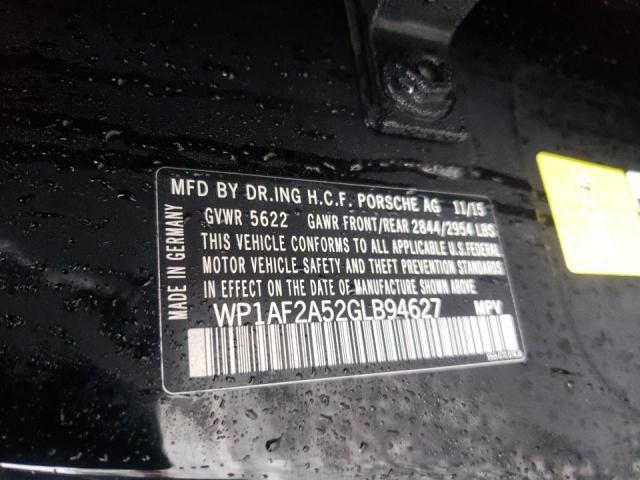 MFD BY DR.ING H.C.F. PORSCHE AG 11/15
GVWR 5622 GAWR FRONT/REAR 2844/2954 LBS
THIS VEHICLE CONFORMS TO ALL APPLICABLE U.S.FEDERAL
MOTOR VEHICLE SAFETY AND THEFT PREVENTION STANDARDS
IN EFFECT ON THE DATE OF MANUFACTURE SHOWN ABOVE.
WP1AF2A52GLB94627 MPV
MADE IN GERMANY